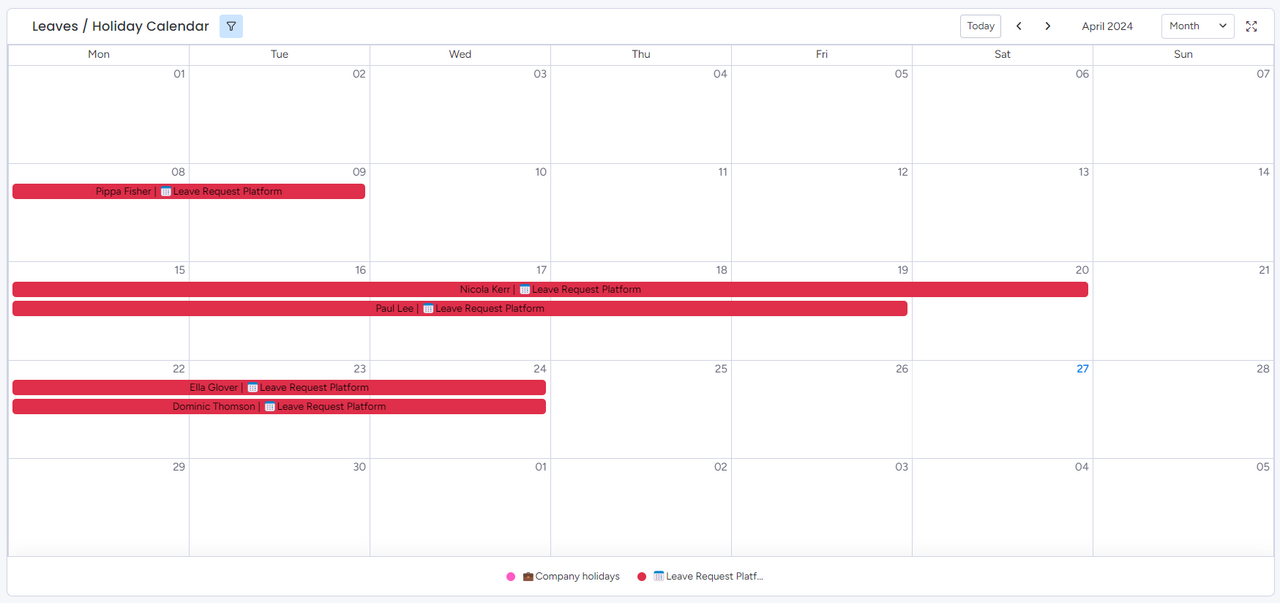 Leaves / Holiday Calendar Today April 2024 Month
Mon Tue Wed Thu Fri Sat Sun
01 02 03 04 05 06 07
08 09 10 11 12 13 14
Pippa Fisher | Leave Request Platform
15 16 17 18 19 20 21
Nicola Kerr | Leave Request Platform
Paul Lee | Leave Request Platform
22 23 24 25 26 27 28
Ella Glover | Leave Request Platform
Dominic Thomson | Leave Request Platform
29 30 01 02 03 04 05
Company holidays Leave Request Platf...